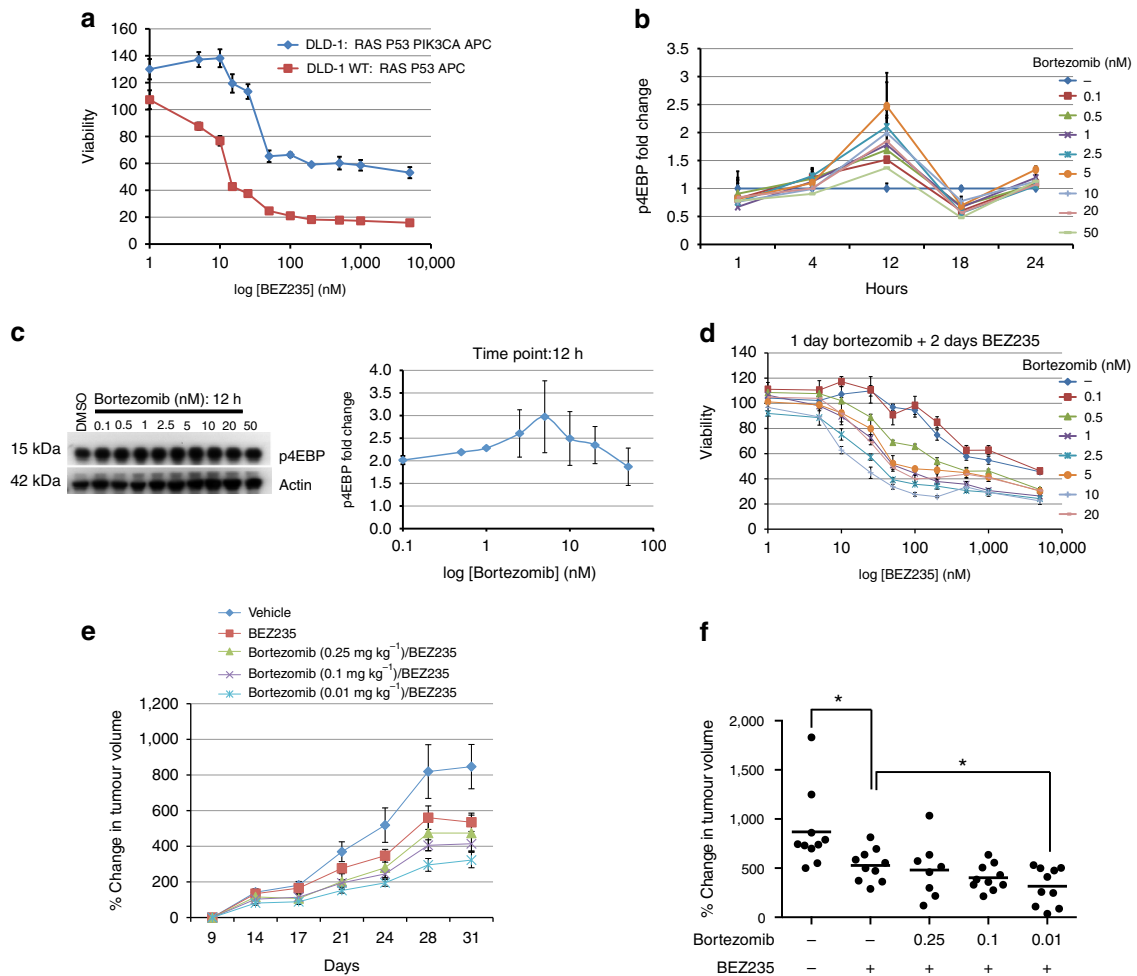 a
160
140
120
100
80
60
40
20
0
Viability
1
10
100
1,000
10,000
log [BEZ235] (nM)
DLD-1: RAS P53 PIK3CA APC
DLD-1 WT: RAS P53 APC
b
3.5
3
2.5
2
1.5
1
0.5
0
p4EBP fold change
1
4
12
18
24
Hours
Bortezomib (nM)
–
0.1
0.5
1
2.5
5
10
20
50
c
DMSO
Bortezomib (nM): 12 h
0.1 0.5 1 2.5 5 10 20 50
15 kDa
p4EBP
42 kDa
Actin
Time point:12 h
4.0
3.5
3.0
2.5
2.0
1.5
1.0
0.5
0.0
p4EBP fold change
0.1
1
10
100
log [Bortezomib] (nM)
d
1 day bortezomib + 2 days BEZ235
140
120
100
80
60
40
20
0
Viability
1
10
100
1,000
10,000
log [BEZ235] (nM)
Bortezomib (nM)
–
0.1
0.5
1
2.5
5
10
20
e
Vehicle
BEZ235
Bortezomib (0.25 mg kg⁻¹)/BEZ235
Bortezomib (0.1 mg kg⁻¹)/BEZ235
Bortezomib (0.01 mg kg⁻¹)/BEZ235
1,200
1,000
800
600
400
200
0
% Change in tumour volume
9
14
17
21
24
28
31
Days
f
2,000
1,500
1,000
500
0
% Change in tumour volume
*
*
Bortezomib – – 0.25 0.1 0.01
BEZ235 – + + + +